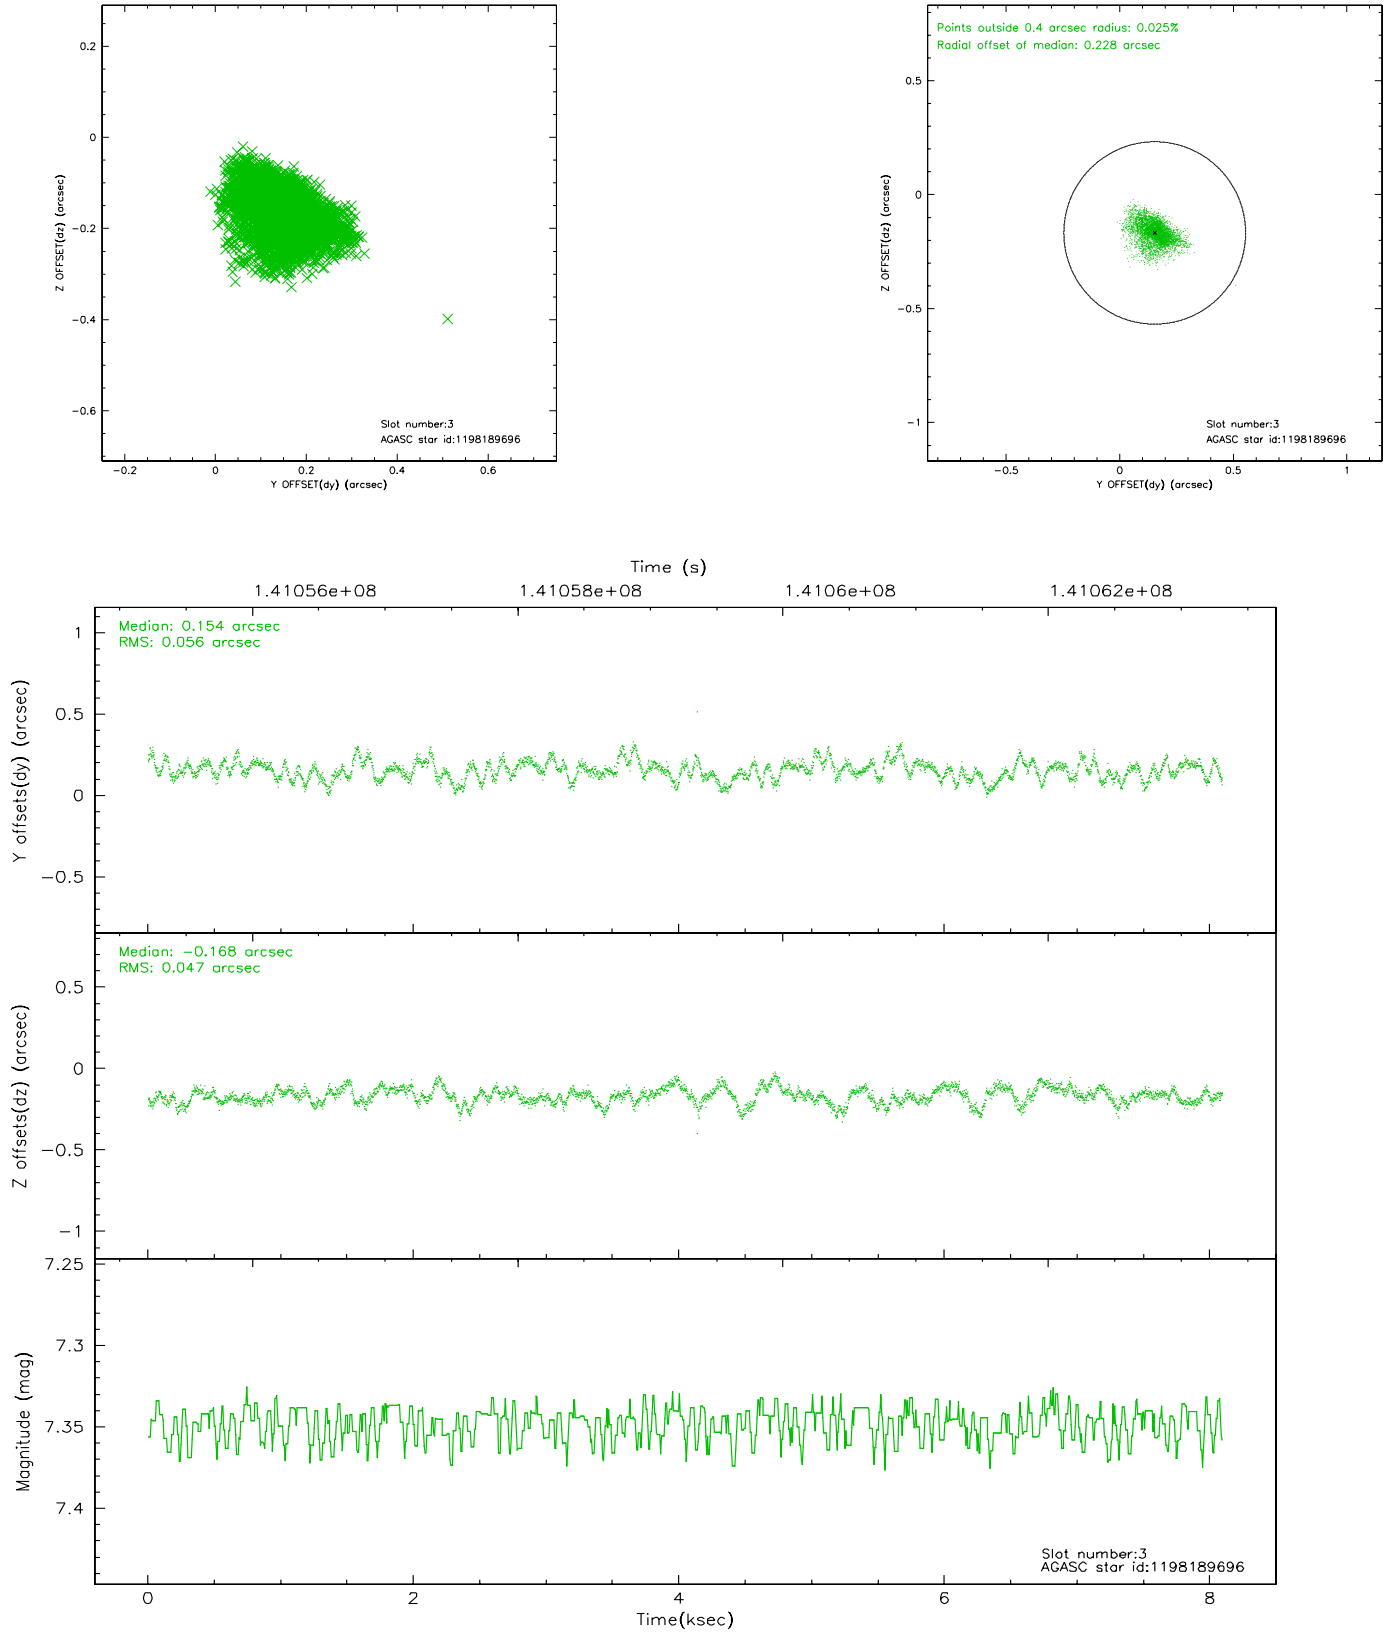 0.2
0
-0.2
-0.4
-0.6
Z OFFSET(dz) (arcsec)
Slot number:3
AGASC star id:1198189696
-0.2 0 0.2 0.4 0.6
Y OFFSET(dy) (arcsec)
Points outside 0.4 arcsec radius: 0.025%
Radial offset of median: 0.228 arcsec
0.5
0
-0.5
-1
Z OFFSET(dz) (arcsec)
Slot number:3
AGASC star id:1198189696
-0.5 0 0.5 1
Y OFFSET(dy) (arcsec)
Time (s)
1.41056e+08 1.41058e+08 1.4106e+08 1.41062e+08
Median: 0.154 arcsec
RMS: 0.056 arcsec
1
0.5
0
-0.5
Y offsets(dy) (arcsec)
Median: -0.168 arcsec
RMS: 0.047 arcsec
0.5
0
-0.5
-1
Z offsets(dz) (arcsec)
7.25
7.3
7.35
7.4
Magnitude (mag)
Slot number:3
AGASC star id:1198189696
0 2 4 6 8
Time(ksec)